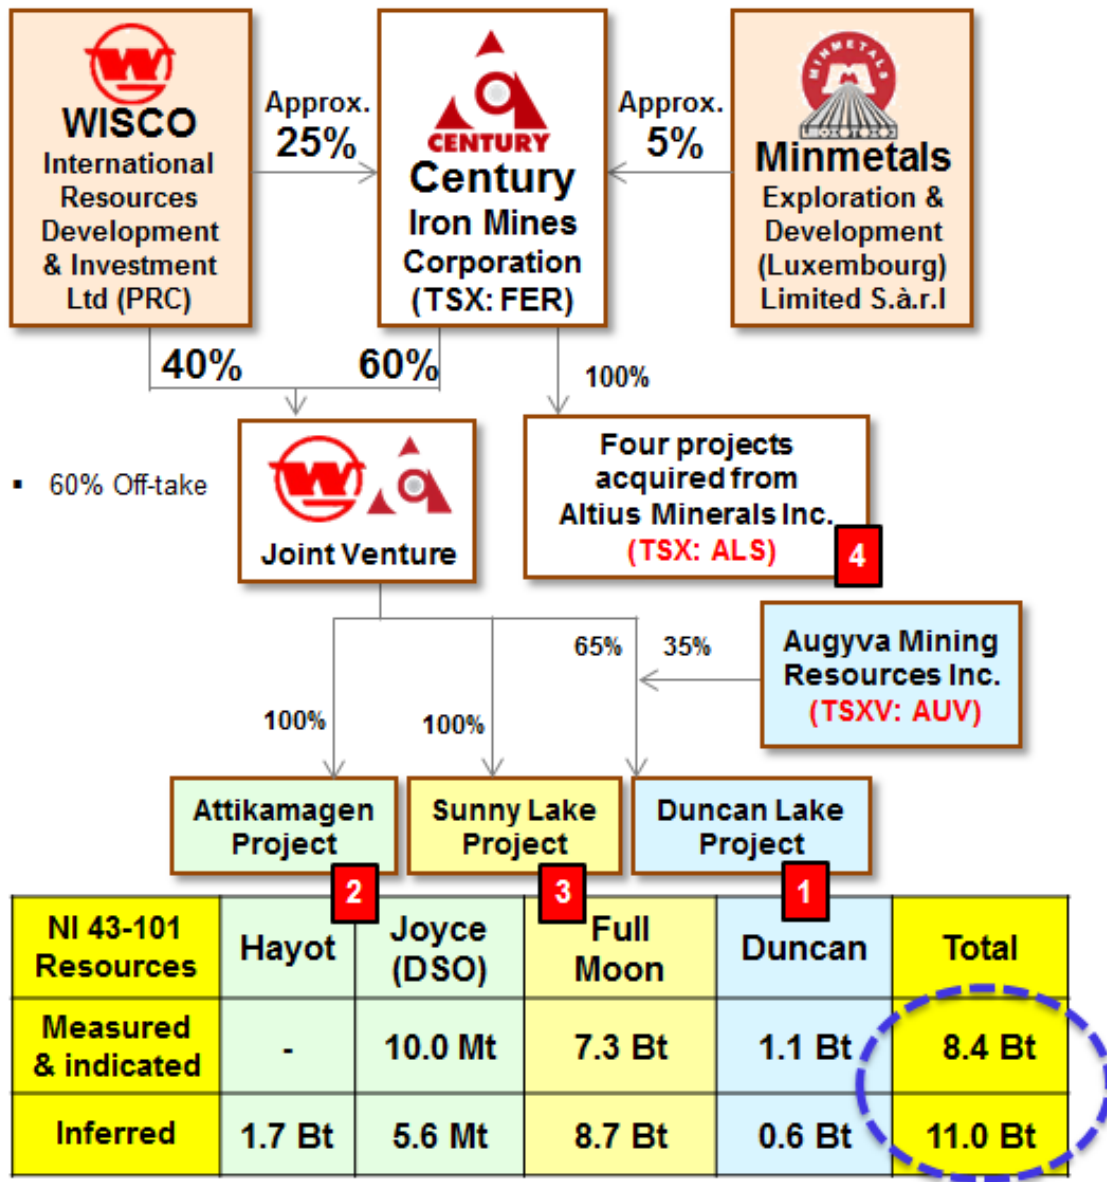 WISCO
International
Resources
Development
& Investment
Ltd (PRC)
Approx.
25%
CENTURY
Century
Iron Mines
Corporation
(TSX: FER)
Approx.
5%
MINMETALS
Minmetals
Exploration &
Development
(Luxembourg)
Limited S.à.r.l
40%
60%
100%
▪ 60% Off-take
Joint Venture
Four projects
acquired from
Altius Minerals Inc.
(TSX: ALS)
4
65%
35%
Augyva Mining
Resources Inc.
(TSXV: AUV)
100%
100%
Attikamagen
Project
2
Sunny Lake
Project
3
Duncan Lake
Project
1
NI 43-101
Resources
Hayot
Joyce
(DSO)
Full
Moon
Duncan
Total
Measured
& indicated
-
10.0 Mt
7.3 Bt
1.1 Bt
8.4 Bt
Inferred
1.7 Bt
5.6 Mt
8.7 Bt
0.6 Bt
11.0 Bt